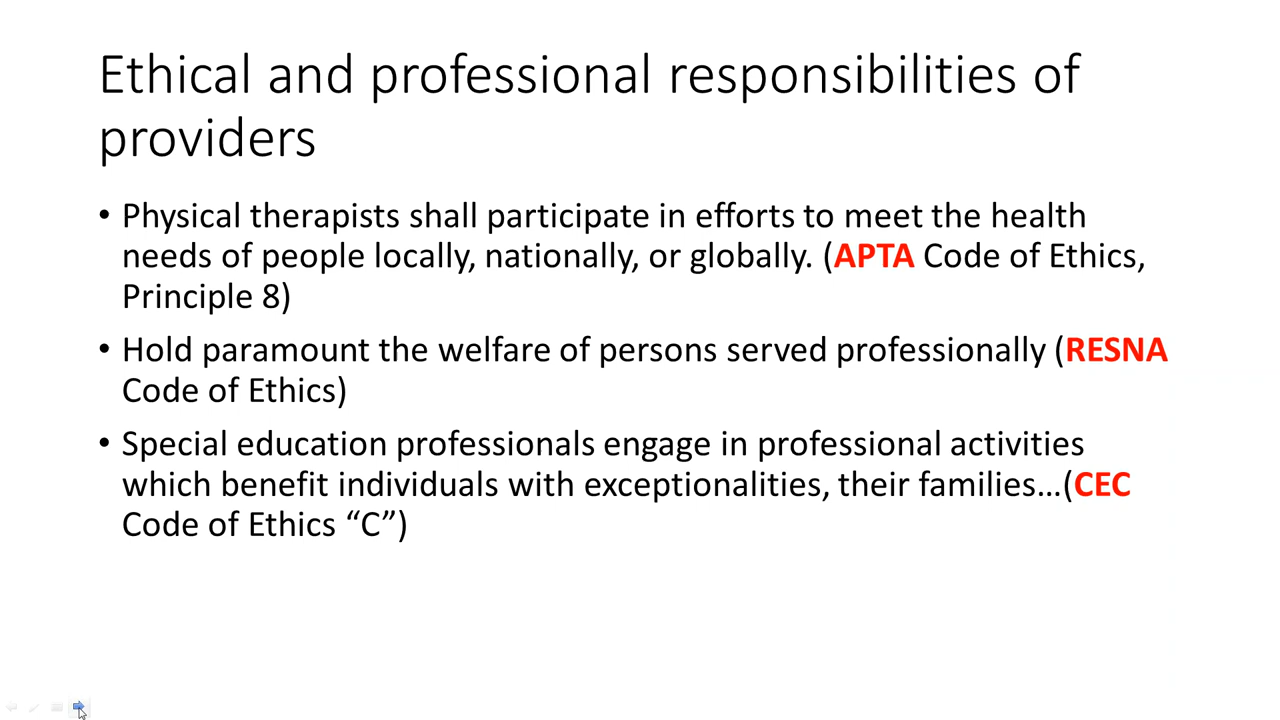 Ethical and professional responsibilities of
providers
• Physical therapists shall participate in efforts to meet the health
needs of people locally, nationally, or globally. (APTA Code of Ethics,
Principle 8)
• Hold paramount the welfare of persons served professionally (RESNA
Code of Ethics)
• Special education professionals engage in professional activities
which benefit individuals with exceptionalities, their families…(CEC
Code of Ethics “C”)